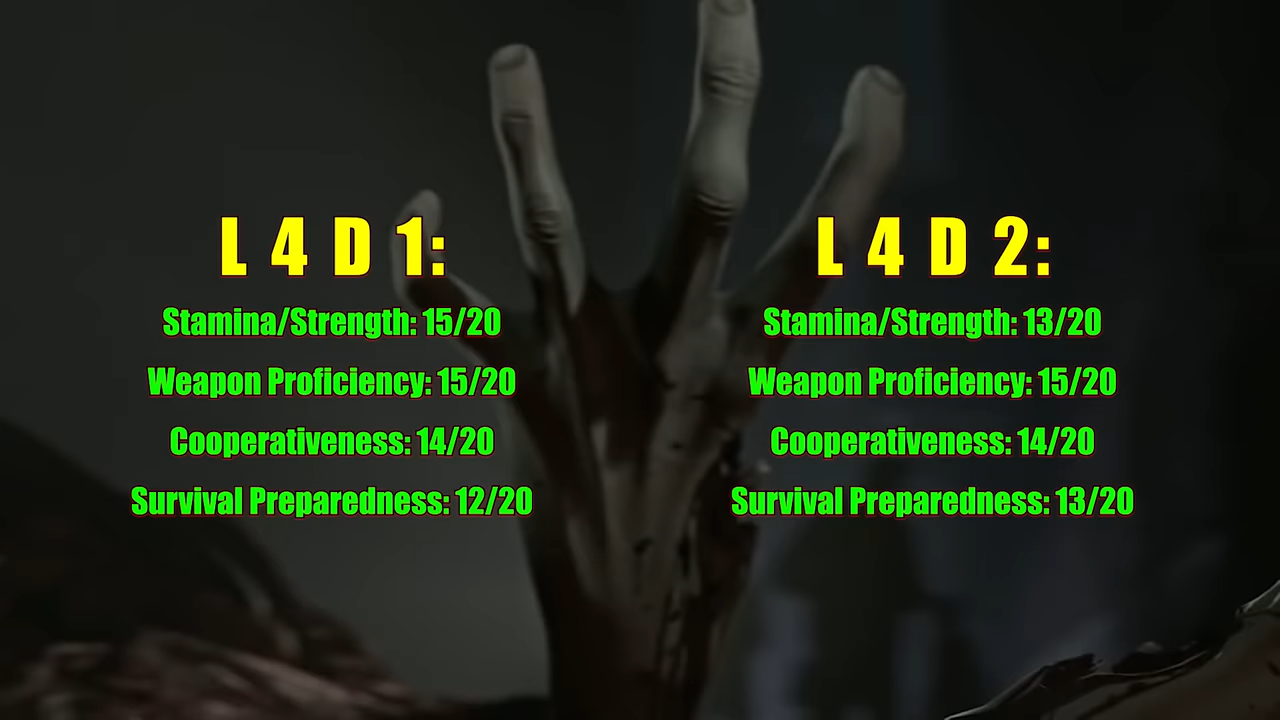 L 4 D 1:
Stamina/Strength: 15/20
Weapon Proficiency: 15/20
Cooperativeness: 14/20
Survival Preparedness: 12/20
L 4 D 2:
Stamina/Strength: 13/20
Weapon Proficiency: 15/20
Cooperativeness: 14/20
Survival Preparedness: 13/20